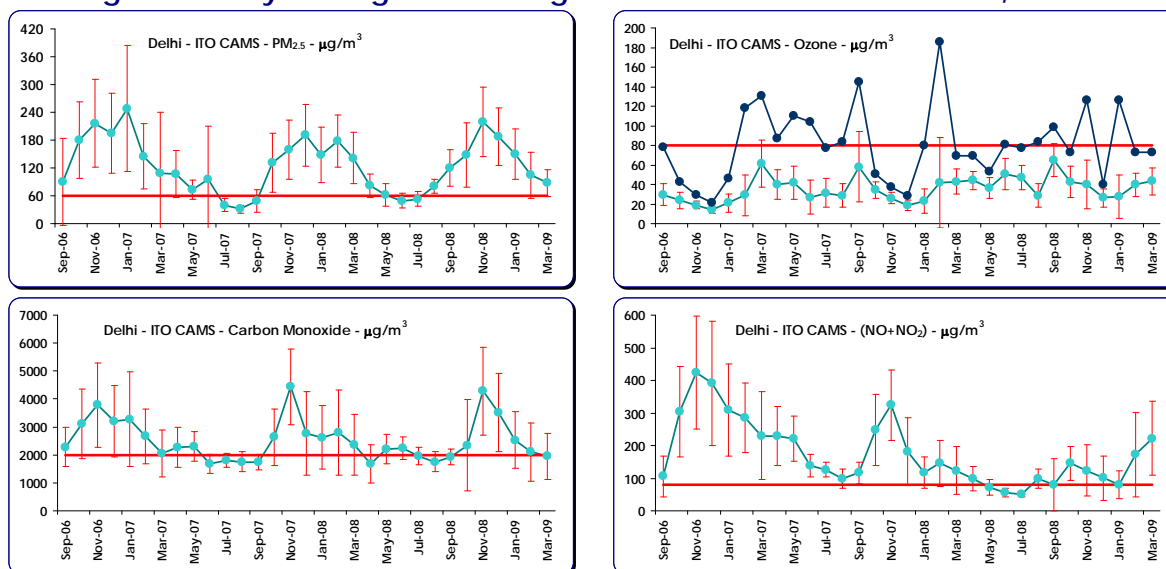 Delhi - ITO CAMS - PM2.5 - µg/m³
420
360
300
240
180
120
60
0
Sep-06
Nov-06
Jan-07
Mar-07
May-07
Jul-07
Sep-07
Nov-07
Jan-08
Mar-08
May-08
Jul-08
Sep-08
Nov-08
Jan-09
Mar-09
Delhi - ITO CAMS - Ozone - µg/m³
200
180
160
140
120
100
80
60
40
20
0
Sep-06
Nov-06
Jan-07
Mar-07
May-07
Jul-07
Sep-07
Nov-07
Jan-08
Mar-08
May-08
Jul-08
Sep-08
Nov-08
Jan-09
Mar-09
Delhi - ITO CAMS - Carbon Monoxide - µg/m³
7000
6000
5000
4000
3000
2000
1000
0
Sep-06
Nov-06
Jan-07
Mar-07
May-07
Jul-07
Sep-07
Nov-07
Jan-08
Mar-08
May-08
Jul-08
Sep-08
Nov-08
Jan-09
Mar-09
Delhi - ITO CAMS - (NO+NO2) - µg/m³
600
500
400
300
200
100
0
Sep-06
Nov-06
Jan-07
Mar-07
May-07
Jul-07
Sep-07
Nov-07
Jan-08
Mar-08
May-08
Jul-08
Sep-08
Nov-08
Jan-09
Mar-09